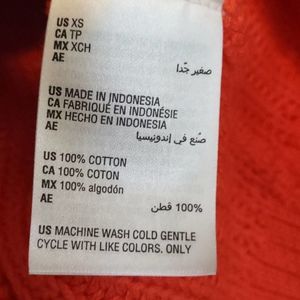 US XS
CA TP
MX XCH
AE
صغير جدًا
US MADE IN INDONESIA
CA FABRIQUÉ EN INDONÉSIE
MX HECHO EN INDONESIA
AE
صُنع في إندونيسيا
US 100% COTTON
CA 100% COTON
MX 100% algodón
AE
100% قطن
US MACHINE WASH COLD GENTLE
CYCLE WITH LIKE COLORS. ONLY